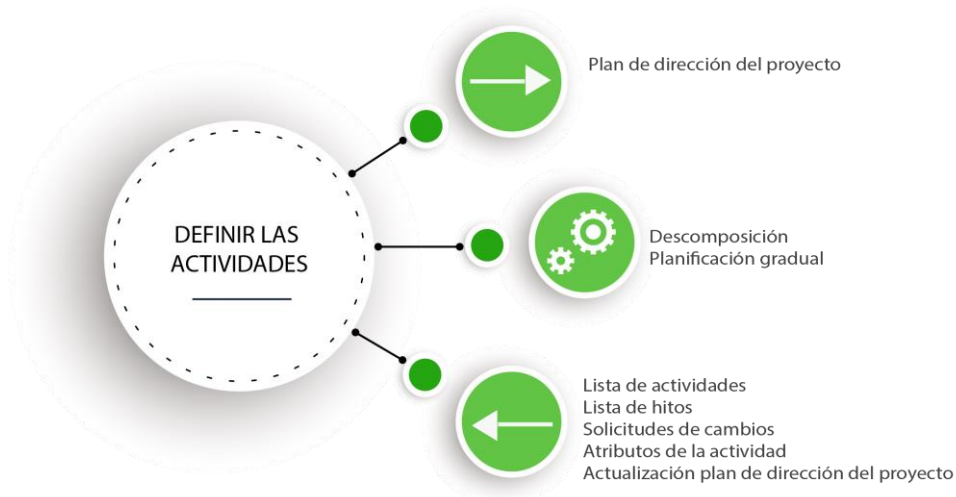 Plan de dirección del proyecto
DEFINIR LAS
ACTIVIDADES
Descomposición
Planificación gradual
Lista de actividades
Lista de hitos
Solicitudes de cambios
Atributos de la actividad
Actualización plan de dirección del proyecto